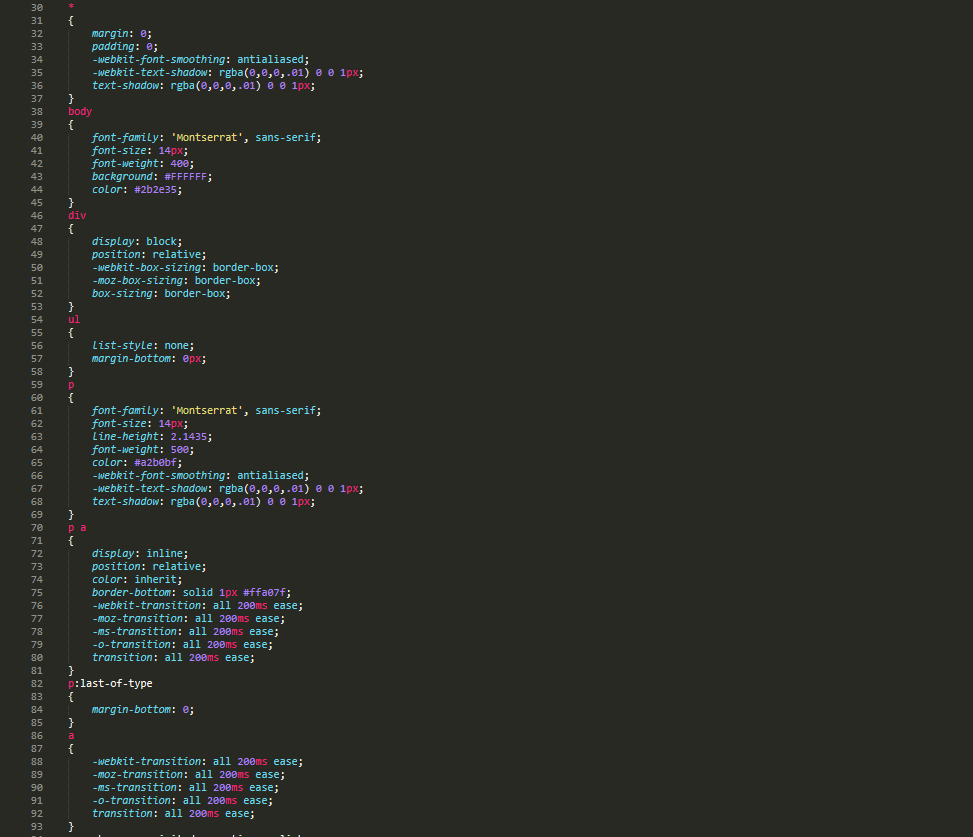 30 *
31 {
32 margin: 0;
33 padding: 0;
34 -webkit-font-smoothing: antialiased;
35 -webkit-text-shadow: rgba(0,0,0,.01) 0 0 1px;
36 text-shadow: rgba(0,0,0,.01) 0 0 1px;
37 }
38 body
39 {
40 font-family: 'Montserrat', sans-serif;
41 font-size: 14px;
42 font-weight: 400;
43 background: #FFFFFF;
44 color: #2b2e35;
45 }
46 div
47 {
48 display: block;
49 position: relative;
50 -webkit-box-sizing: border-box;
51 -moz-box-sizing: border-box;
52 box-sizing: border-box;
53 }
54 ul
55 {
56 list-style: none;
57 margin-bottom: 0px;
58 }
59 p
60 {
61 font-family: 'Montserrat', sans-serif;
62 font-size: 14px;
63 line-height: 2.1435;
64 font-weight: 500;
65 color: #a2b0bf;
66 -webkit-font-smoothing: antialiased;
67 -webkit-text-shadow: rgba(0,0,0,.01) 0 0 1px;
68 text-shadow: rgba(0,0,0,.01) 0 0 1px;
69 }
70 p a
71 {
72 display: inline;
73 position: relative;
74 color: inherit;
75 border-bottom: solid 1px #ffa07f;
76 -webkit-transition: all 200ms ease;
77 -moz-transition: all 200ms ease;
78 -ms-transition: all 200ms ease;
79 -o-transition: all 200ms ease;
80 transition: all 200ms ease;
81 }
82 p:last-of-type
83 {
84 margin-bottom: 0;
85 }
86 a
87 {
88 -webkit-transition: all 200ms ease;
89 -moz-transition: all 200ms ease;
90 -ms-transition: all 200ms ease;
91 -o-transition: all 200ms ease;
92 transition: all 200ms ease;
93 }